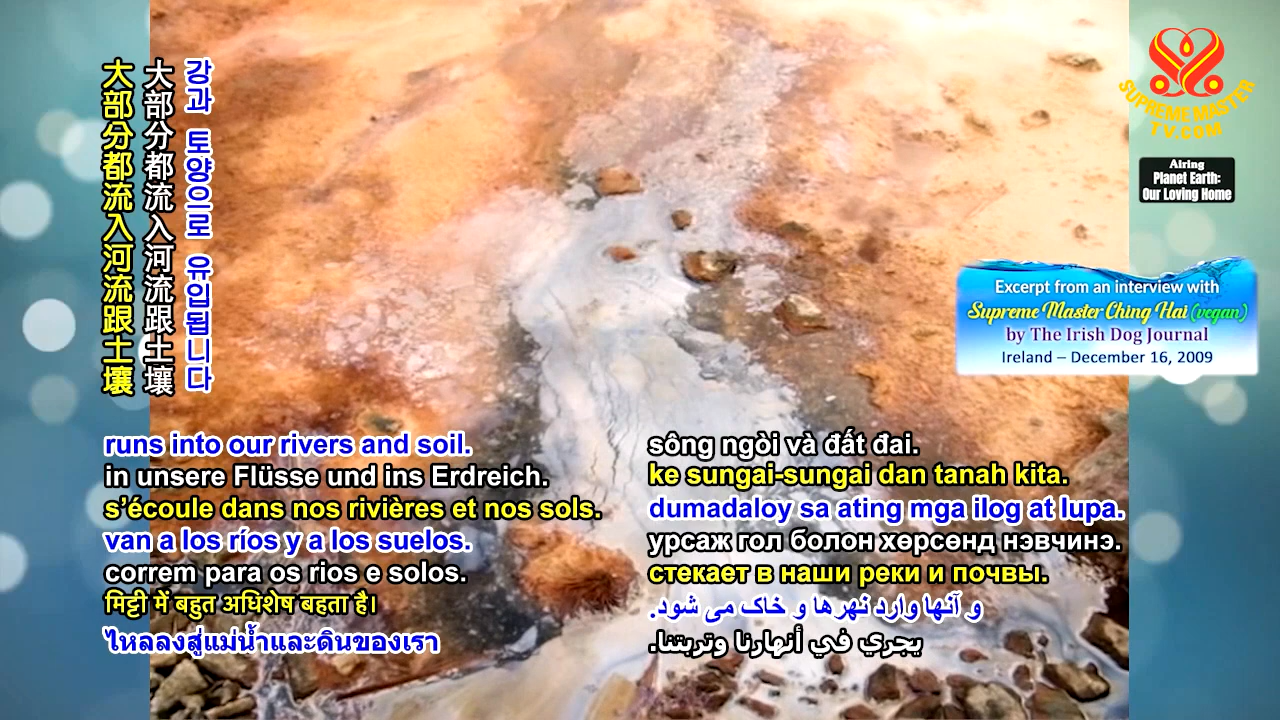 大部分都流入河流跟土壤
大部分都流入河流跟土壤
강과 토양으로 유입됩니다
runs into our rivers and soil.
in unsere Flüsse und ins Erdreich.
s’écoule dans nos rivières et nos sols.
van a los ríos y a los suelos.
correm para os rios e solos.
मिट्टी में बहुत अधिशेष बहता है।
ไหลลงสู่แม่น้ำและดินของเรา
sông ngòi và đất đai.
ke sungai-sungai dan tanah kita.
dumadaloy sa ating mga ilog at lupa.
урсаж гол болон хөрсөнд нэвчинэ.
стекает в наши реки и почвы.
و آنها وارد نهرها و خاک می شود.
يجري في أنهارنا وتربتنا.
SUPREME MASTER
TV.COM
Airing
Planet Earth:
Our Loving Home
Excerpt from an interview with
Supreme Master Ching Hai (vegan)
by The Irish Dog Journal
Ireland – December 16, 2009